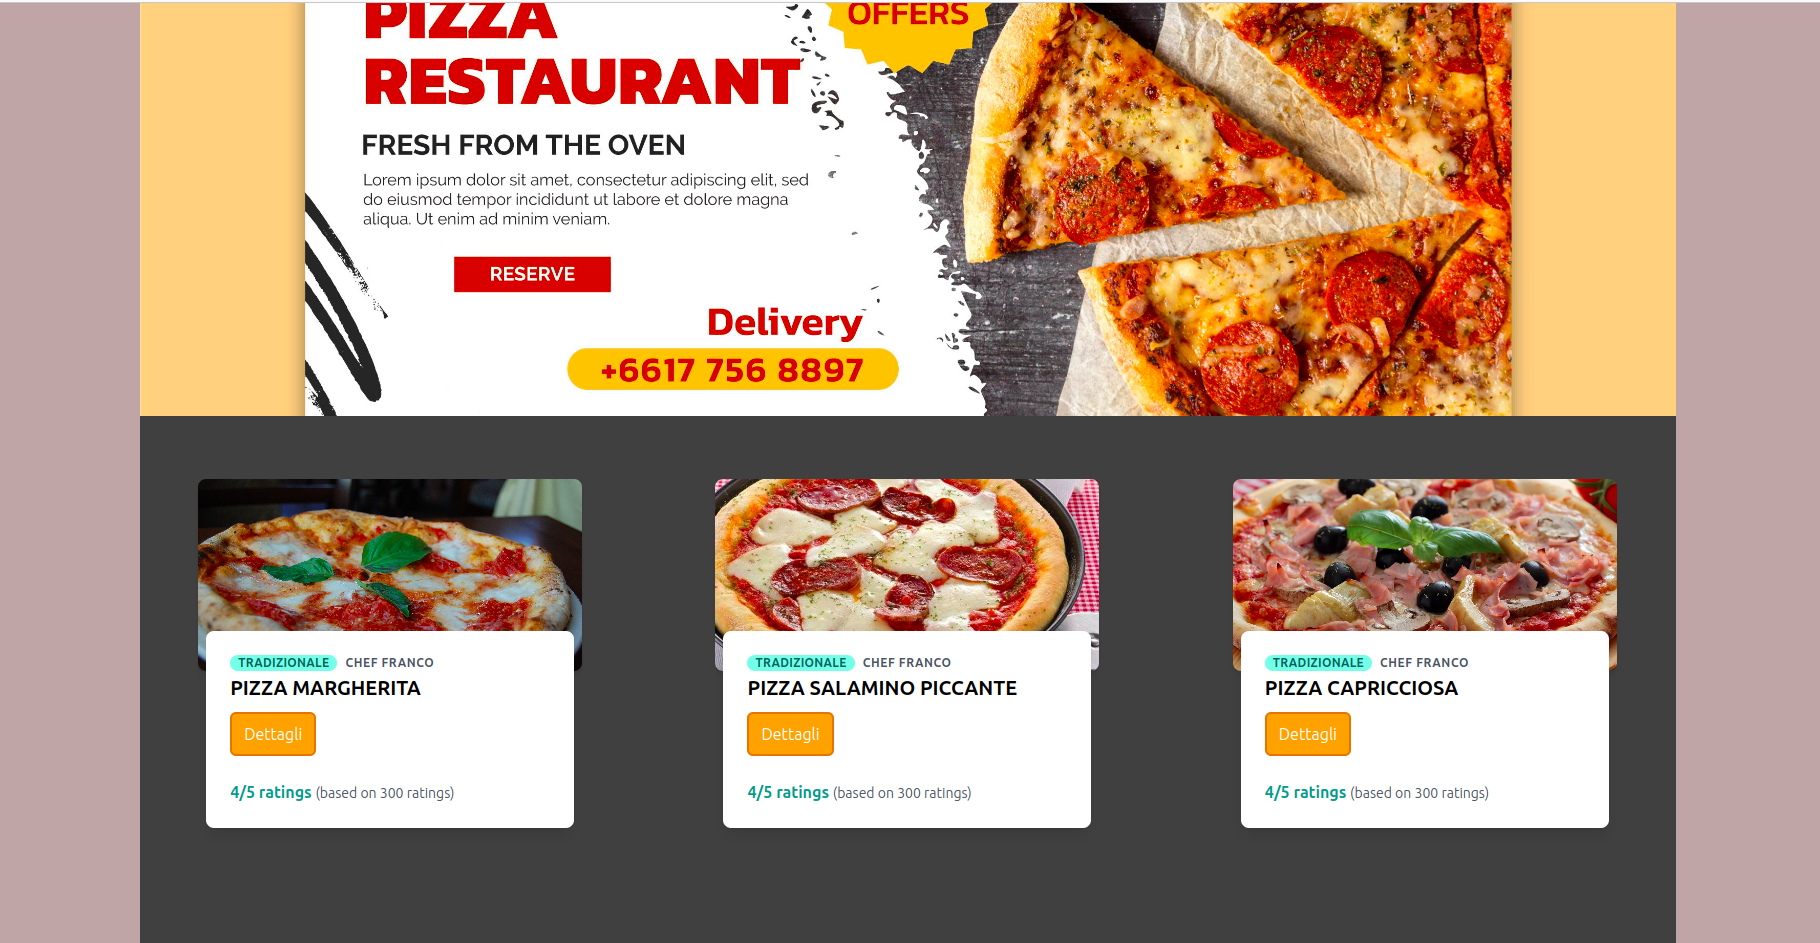 PIZZA
OFFERS
RESTAURANT
FRESH FROM THE OVEN
Lorem ipsum dolor sit amet, consectetur adipiscing elit, sed
do eiusmod tempor incididunt ut labore et dolore magna
aliqua. Ut enim ad minim veniam.
RESERVE
Delivery
+6617 756 8897
TRADIZIONALE CHEF FRANCO
PIZZA MARGHERITA
Dettagli
4/5 ratings (based on 300 ratings)
TRADIZIONALE CHEF FRANCO
PIZZA SALAMINO PICCANTE
Dettagli
4/5 ratings (based on 300 ratings)
TRADIZIONALE CHEF FRANCO
PIZZA CAPRICCIOSA
Dettagli
4/5 ratings (based on 300 ratings)